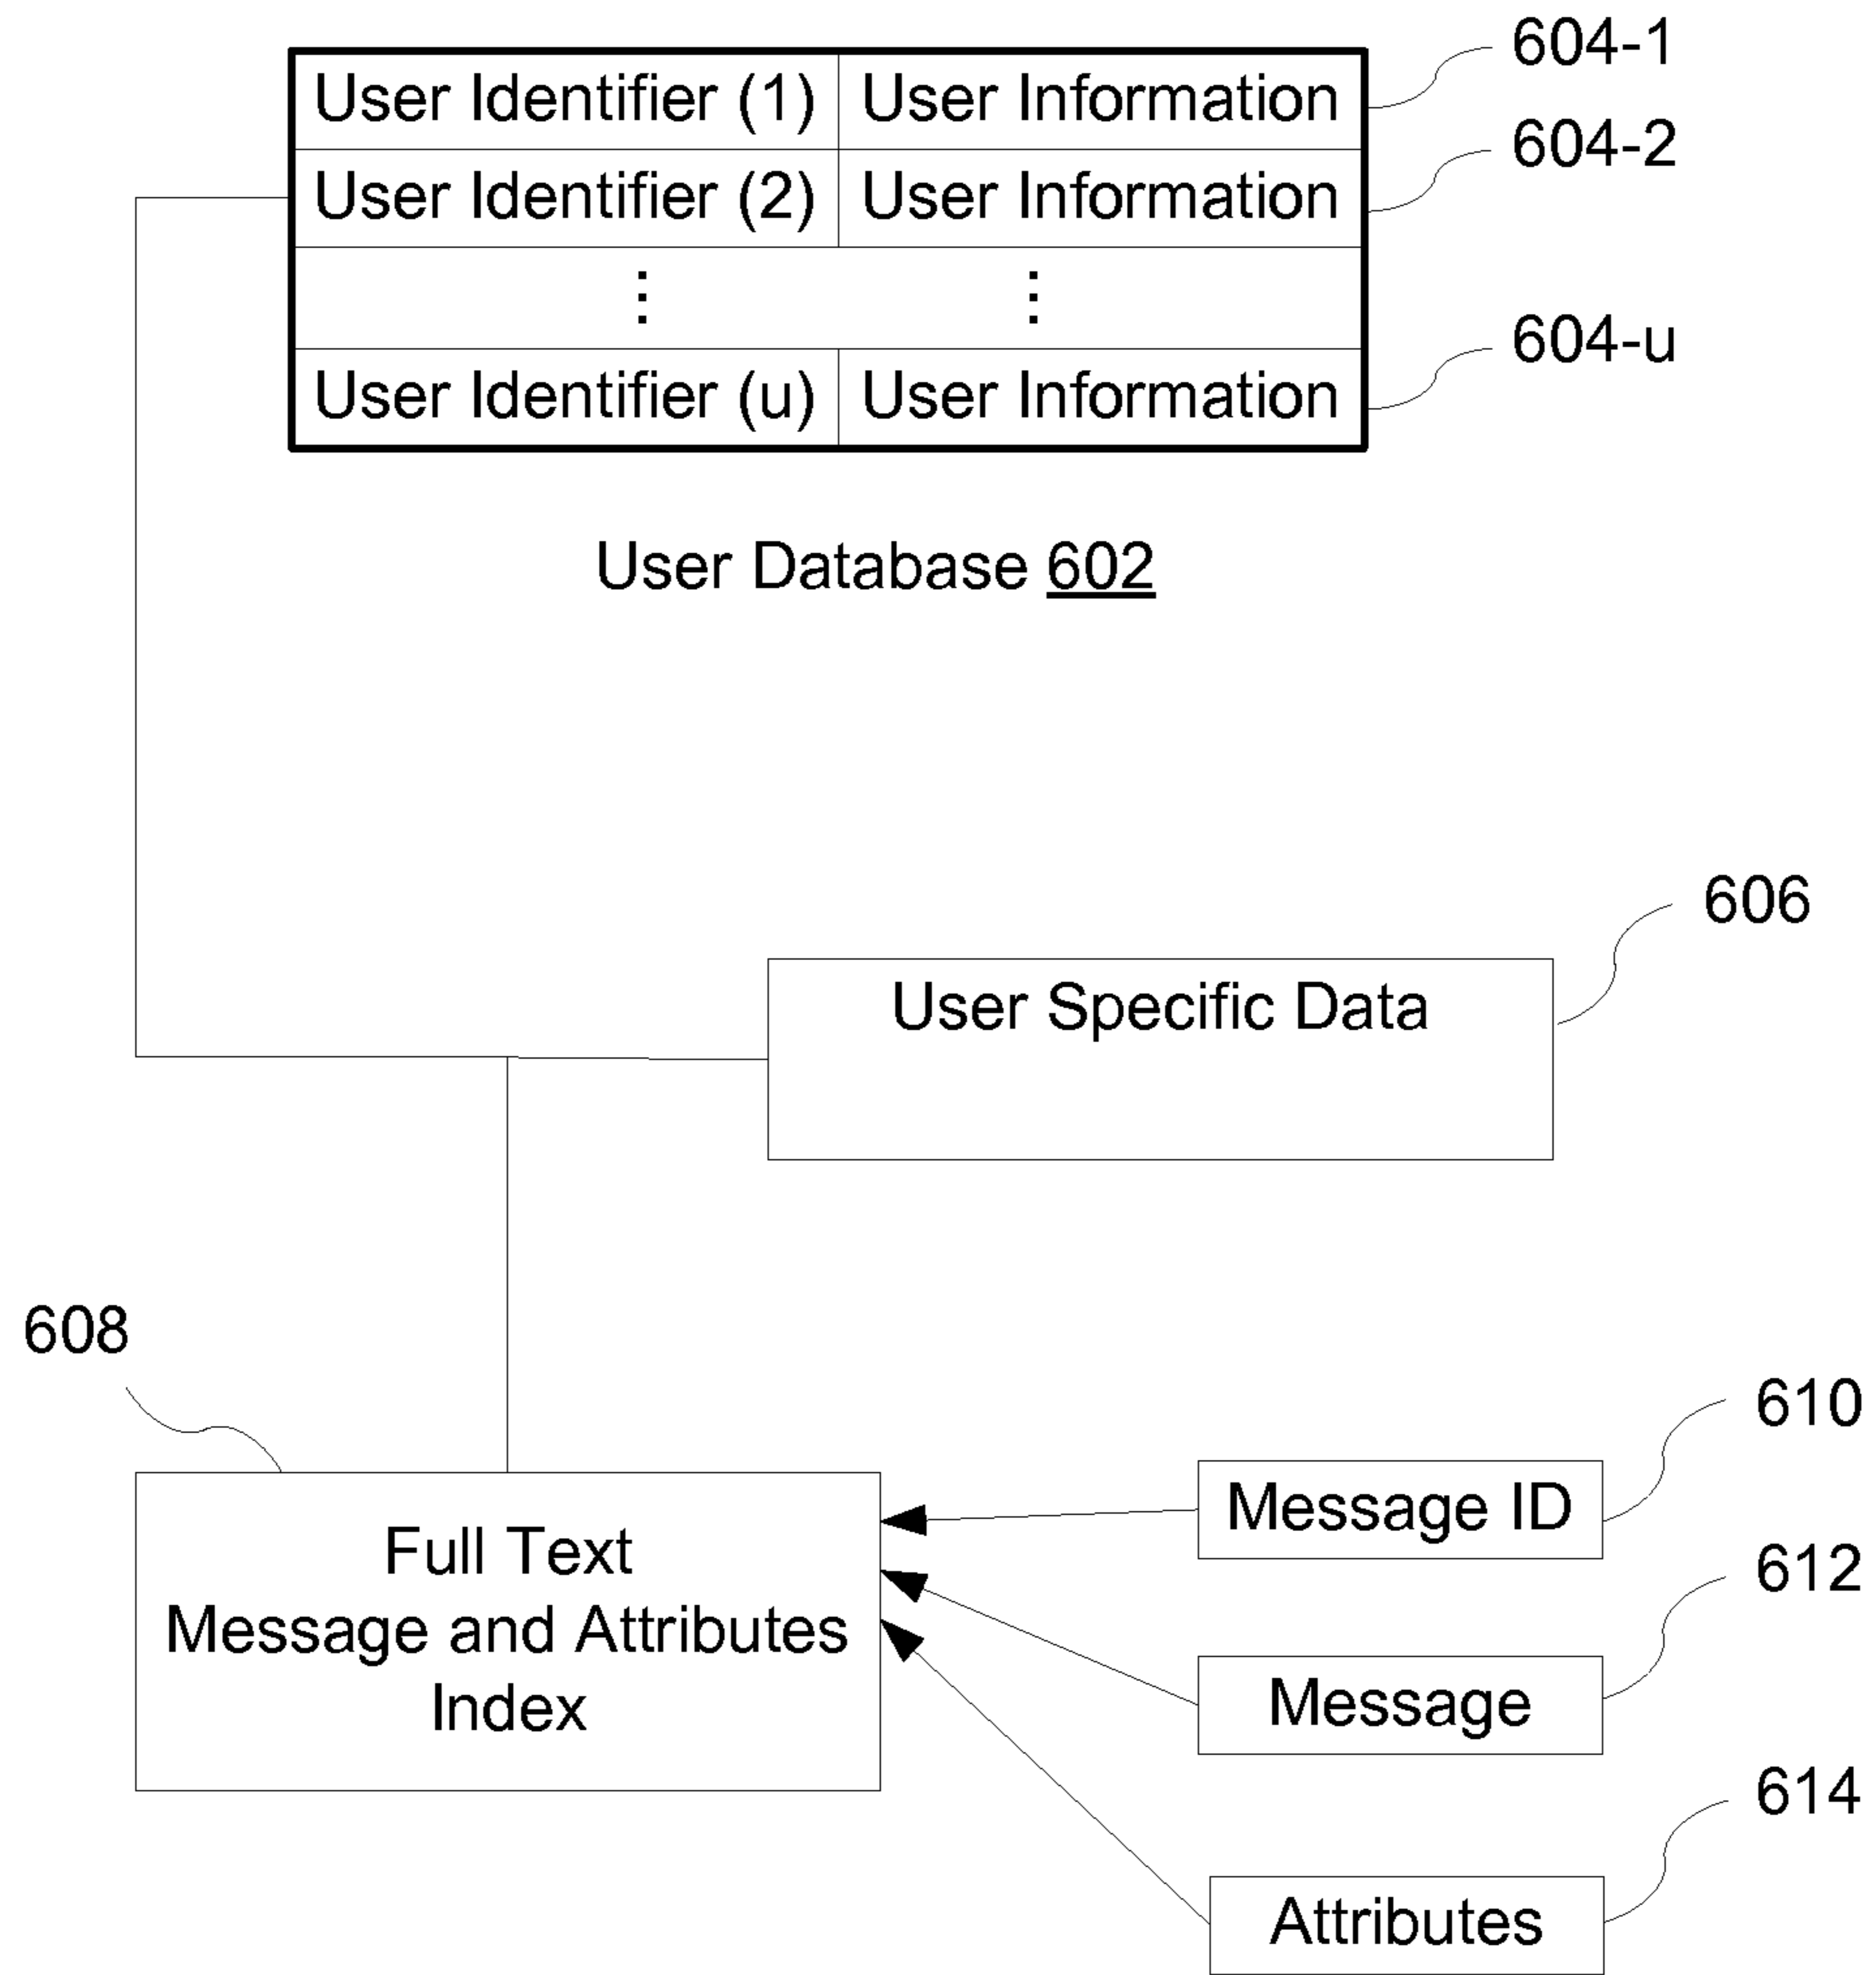 604-1
User Identifier (1) User Information
604-2
User Identifier (2) User Information
604-u
User Identifier (u) User Information
User Database 602
606
User Specific Data
608
610
Message ID
Full Text
Message and Attributes
Index
612
Message
614
Attributes